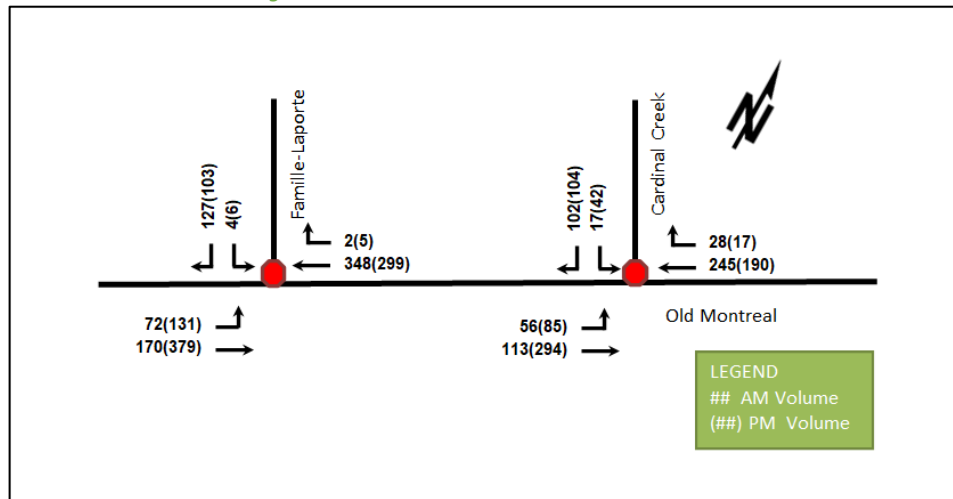 Famille-Laporte
127(103)
4(6)
2(5)
348(299)
72(131)
170(379)
Cardinal Creek
102(104)
17(42)
28(17)
245(190)
56(85)
113(294)
Old Montreal
N
LEGEND
## AM Volume
(##) PM Volume